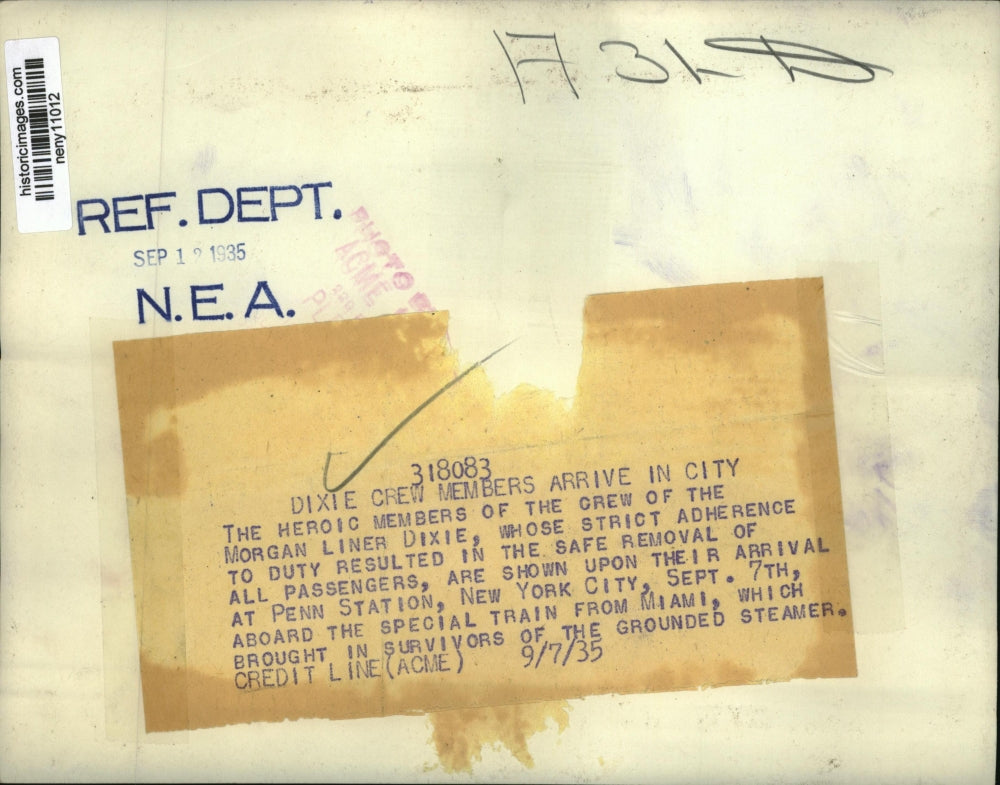 historicimages.com
neny11012
REF. DEPT.
SEP 12 1935
N.E.A.
PHOTO
ACME
318083
DIXIE CREW MEMBERS ARRIVE IN CITY
THE HEROIC MEMBERS OF THE CREW OF THE
MORGAN LINER DIXIE, WHOSE STRICT ADHERENCE
TO DUTY RESULTED IN THE SAFE REMOVAL OF
ALL PASSENGERS, ARE SHOWN UPON THEIR ARRIVAL
AT PENN STATION, NEW YORK CITY, SEPT. 7TH,
ABOARD THE SPECIAL TRAIN FROM MIAMI, WHICH
BROUGHT IN SURVIVORS OF THE GROUNDED STEAMER.
CREDIT LINE (ACME) 9/7/35